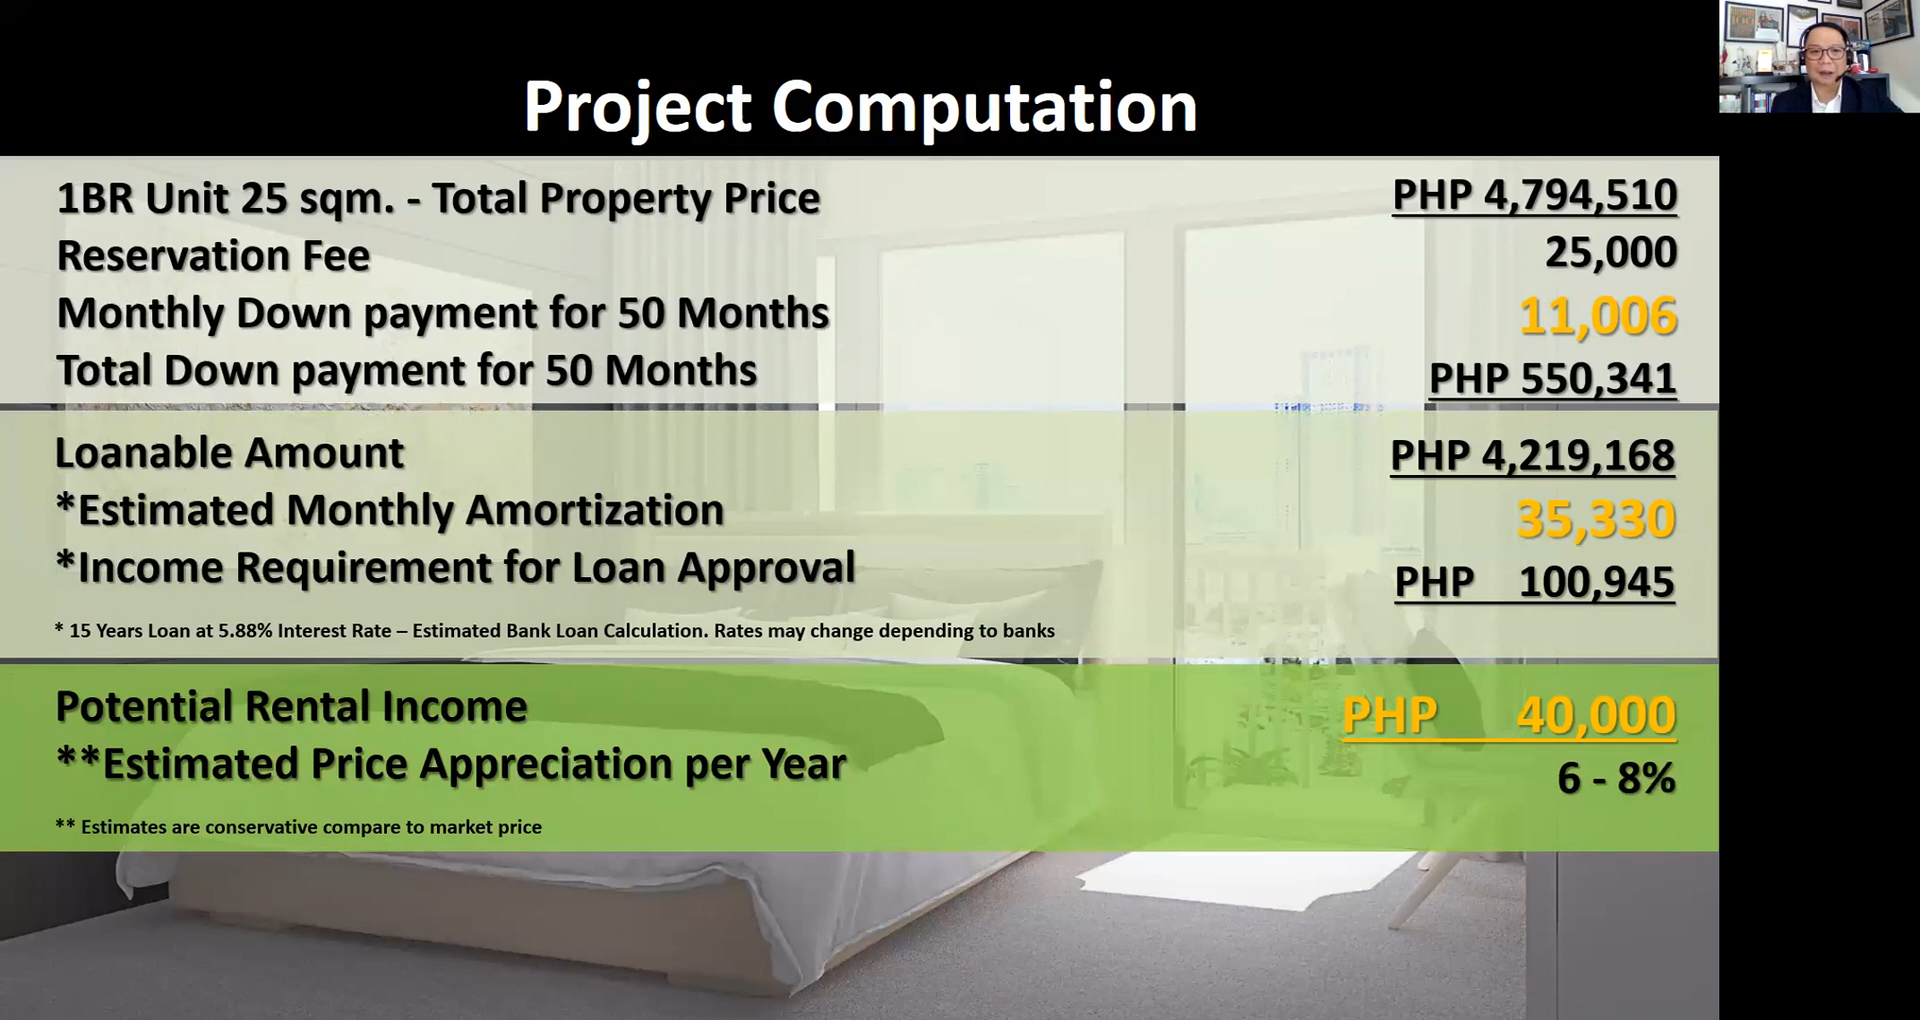 Project Computation
1BR Unit 25 sqm. - Total Property Price PHP 4,794,510
Reservation Fee 25,000
Monthly Down payment for 50 Months 11,006
Total Down payment for 50 Months PHP 550,341
Loanable Amount PHP 4,219,168
*Estimated Monthly Amortization 35,330
*Income Requirement for Loan Approval PHP 100,945
* 15 Years Loan at 5.88% Interest Rate – Estimated Bank Loan Calculation. Rates may change depending to banks
Potential Rental Income PHP 40,000
**Estimated Price Appreciation per Year 6 - 8%
** Estimates are conservative compare to market price